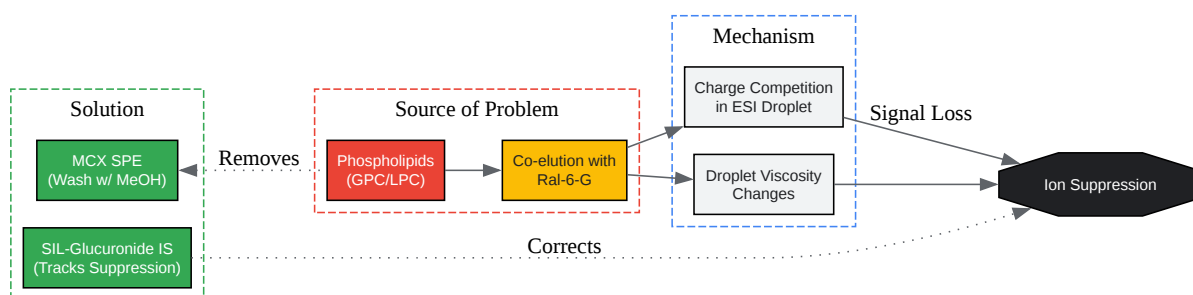 Solution
MCX SPE
(Wash w/ MeOH)
SIL-Glucuronide IS
(Tracks Suppression)
Removes
Source of Problem
Phospholipids
(GPC/LPC)
Co-elution with
Ral-6-G
Mechanism
Charge Competition
in ESI Droplet
Droplet Viscosity
Changes
Signal Loss
Ion Suppression
Corrects